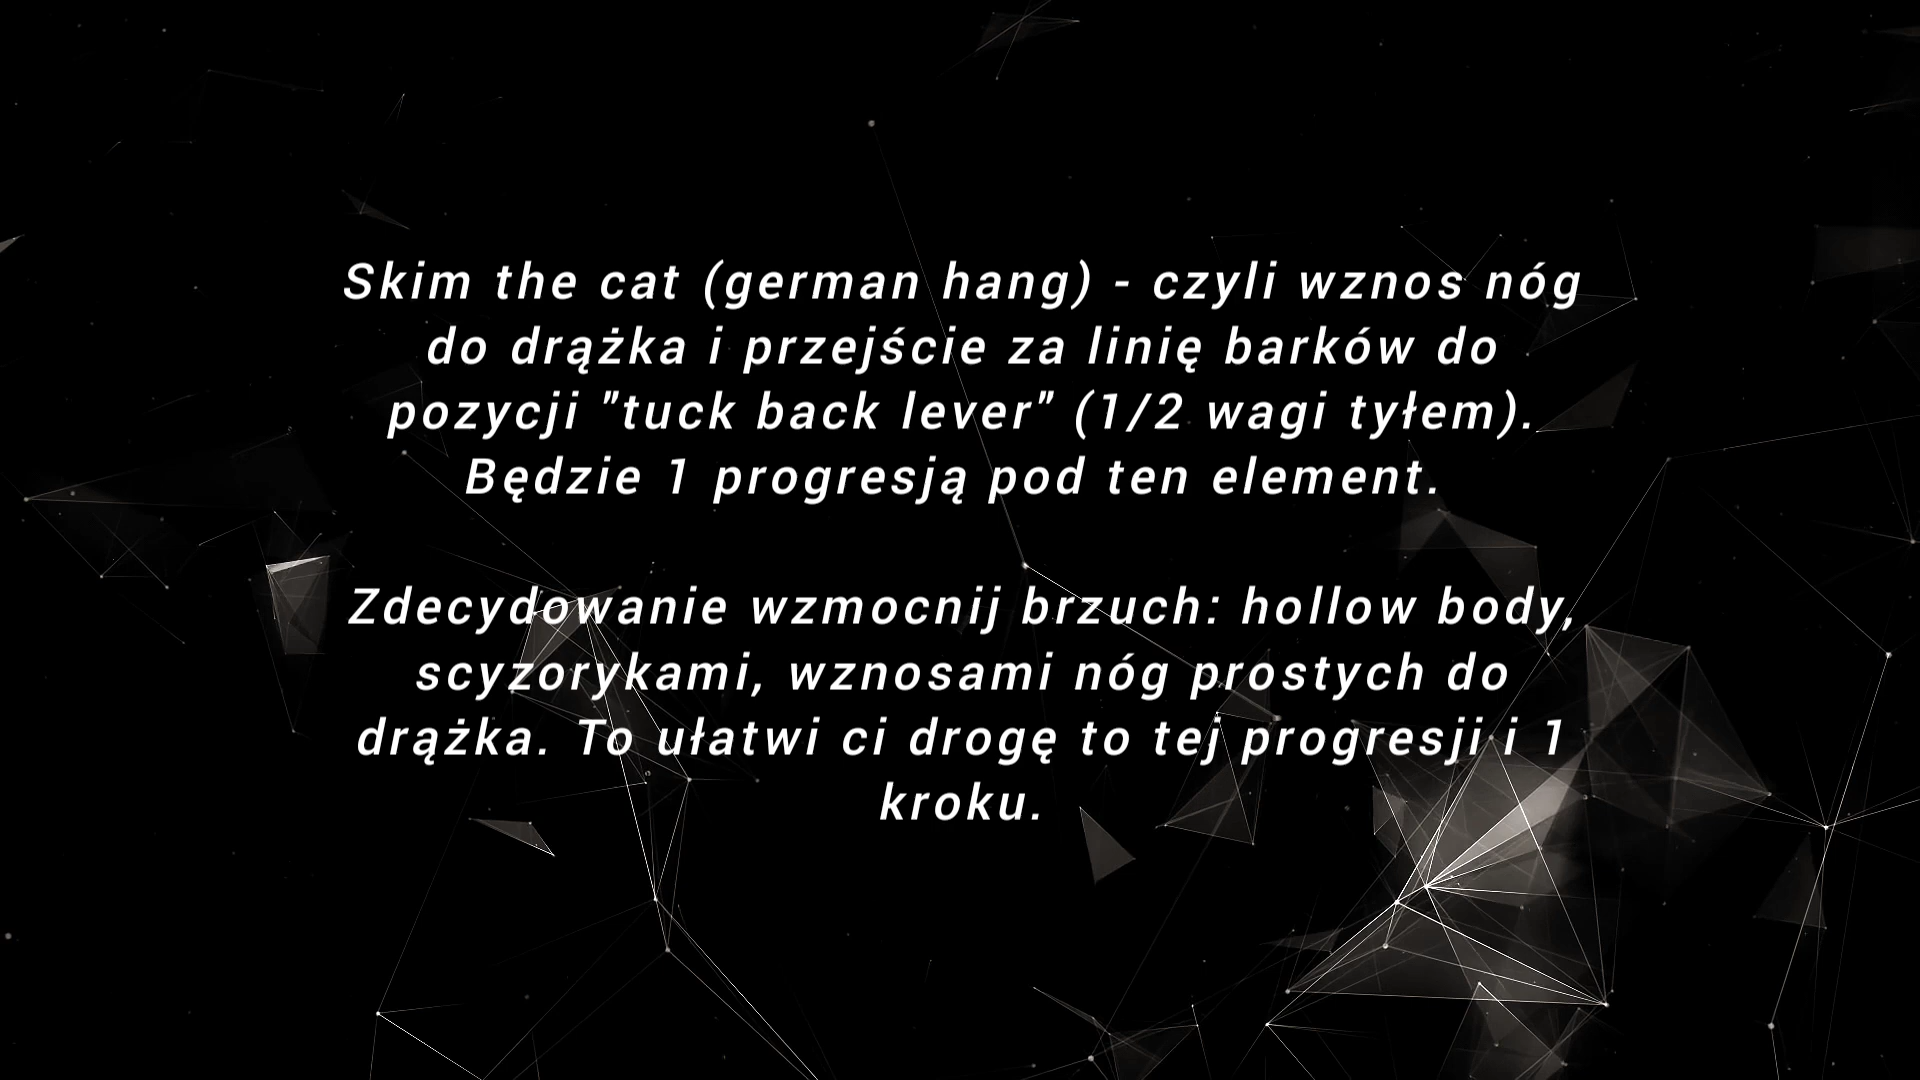 Skim the cat (german hang) - czyli wznos nóg
do drążka i przejście za linię barków do
pozycji "tuck back lever" (1/2 wagi tyłem).
Będzie 1 progresją pod ten element.
Zdecydowanie wzmocnij brzuch: hollow body,
scyzorykami, wznosami nóg prostych do
drążka. To ułatwi ci drogę to tej progresji i 1
kroku.